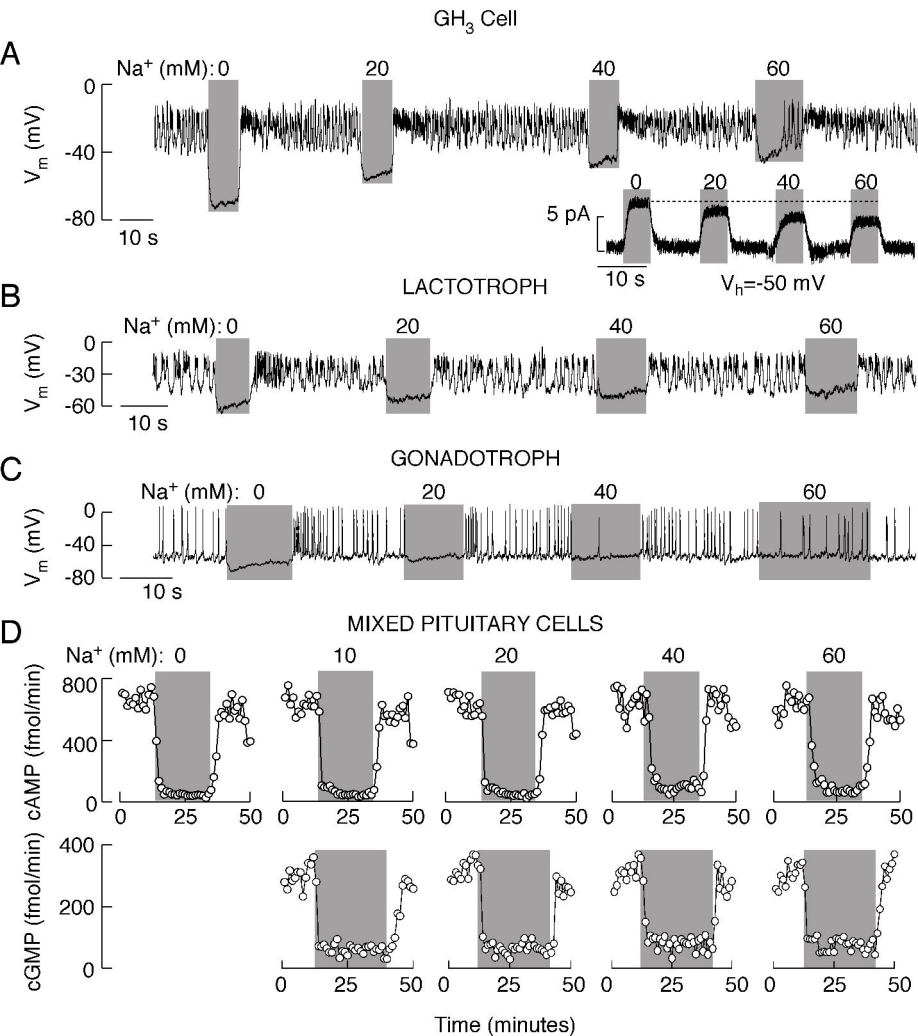 GH3 Cell
A
Na+ (mM): 0 20 40 60
0
-40
-80
Vm (mV)
10 s
0 20 40 60
5 pA
10 s
Vh=-50 mV
LACTOTROPH
B
Na+ (mM): 0 20 40 60
0
-30
-60
Vm (mV)
10 s
GONADOTROPH
C
Na+ (mM): 0 20 40 60
0
-40
-80
Vm (mV)
10 s
MIXED PITUITARY CELLS
D
Na+ (mM): 0 10 20 40 60
800
400
0
cAMP (fmol/min)
0 25 50 0 25 50 0 25 50 0 25 50 0 25 50
400
200
0
cGMP (fmol/min)
0 25 50 0 25 50 0 25 50 0 25 50
Time (minutes)